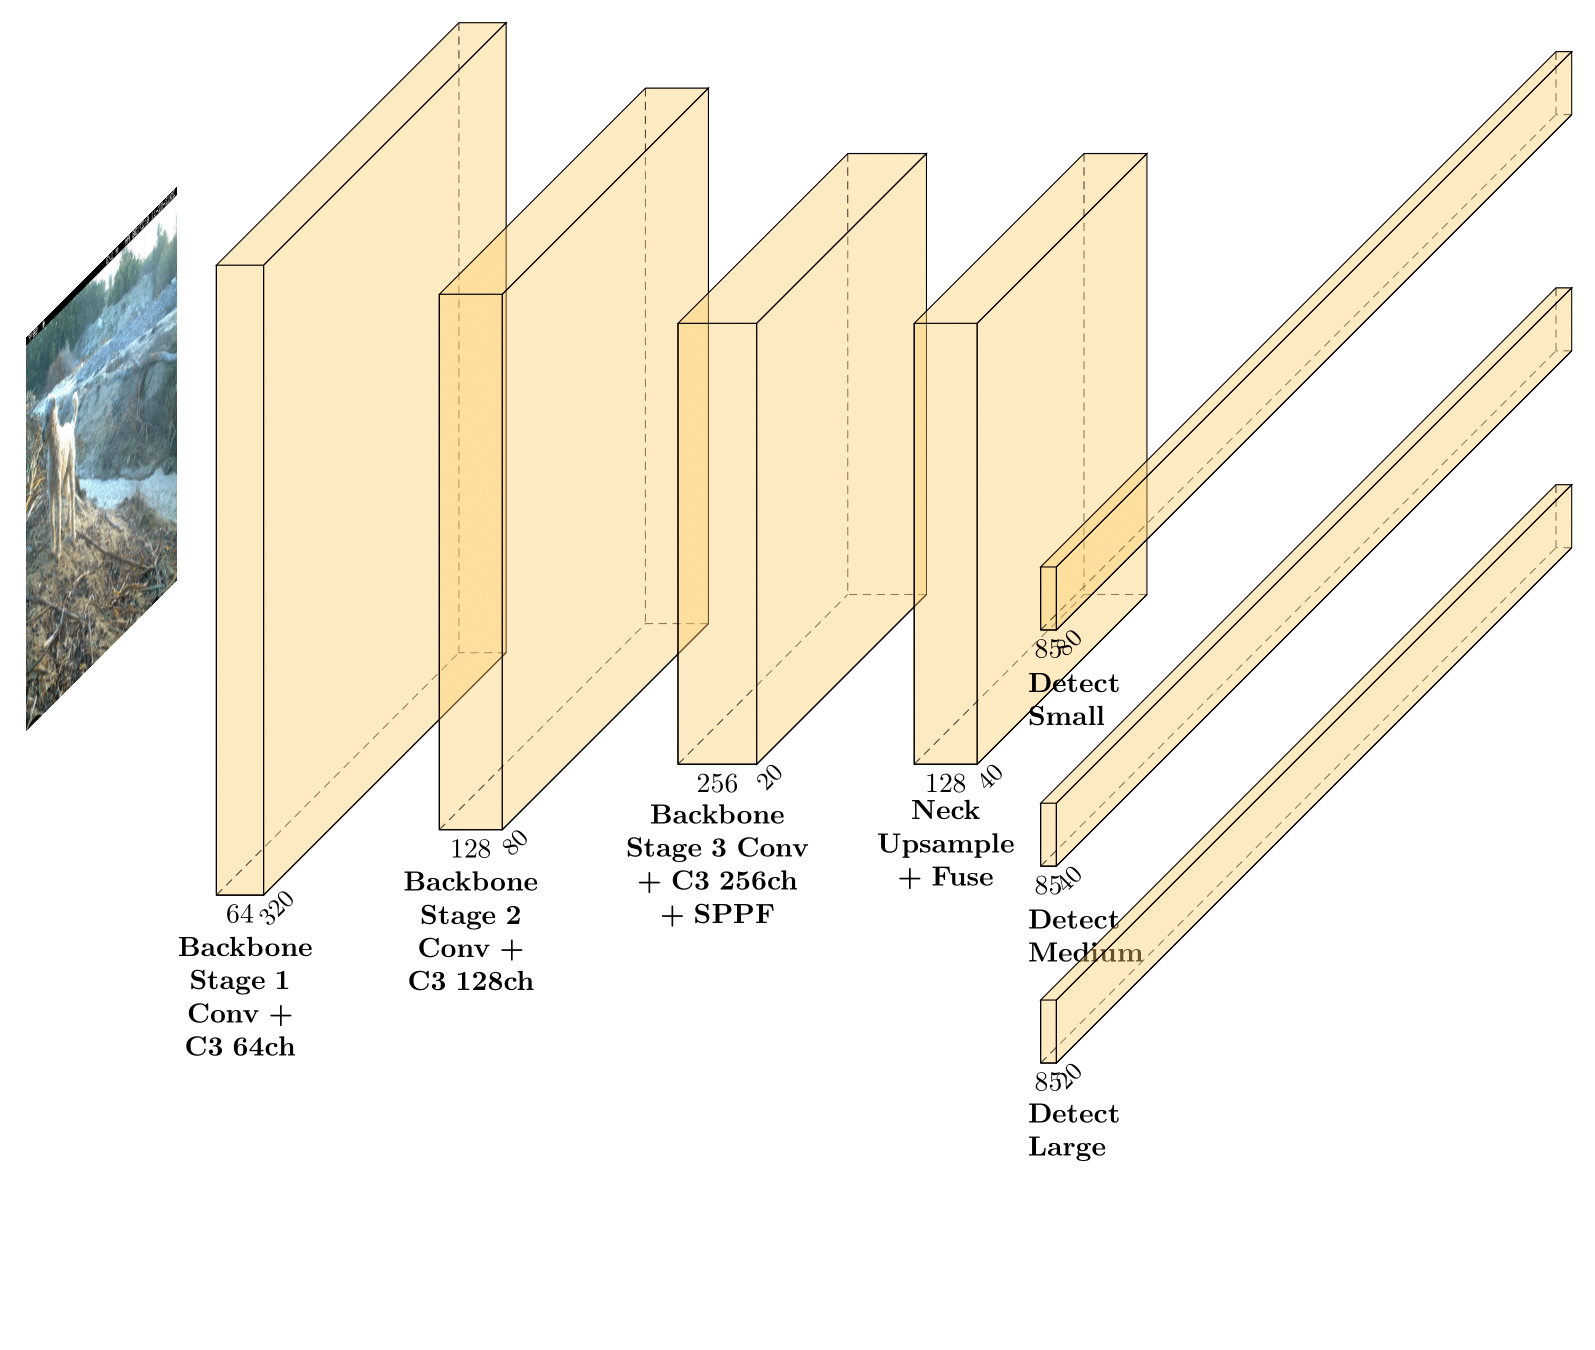 64 320
Backbone
Stage 1
Conv +
C3 64ch
128 80
Backbone
Stage 2
Conv +
C3 128ch
256 20
Backbone
Stage 3 Conv
+ C3 256ch
+ SPPF
128 40
Neck
Upsample
+ Fuse
85 80
Detect
Small
85 40
Detect
Medium
85 20
Detect
Large